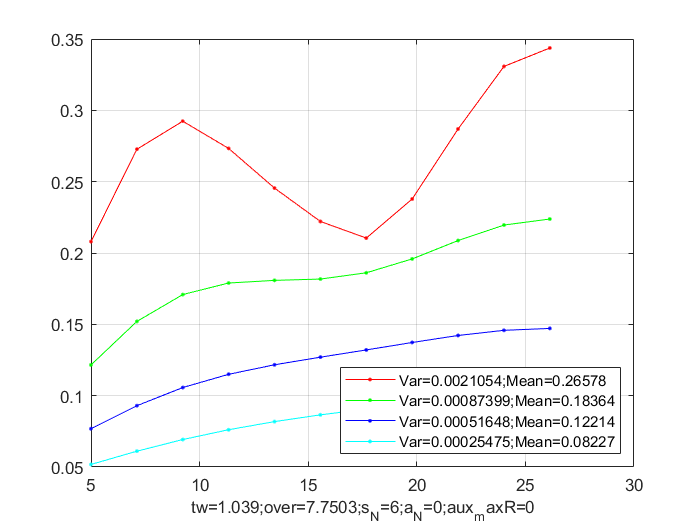 0.35
0.3
0.25
0.2
0.15
0.1
0.05
Var=0.0021054;Mean=0.26578
Var=0.00087399;Mean=0.18364
Var=0.00051648;Mean=0.12214
Var=0.00025475;Mean=0.08227
5 10 15 20 25 30
tw=1.039;over=7.7503;s_N=6;a_N=0;aux_maxR=0